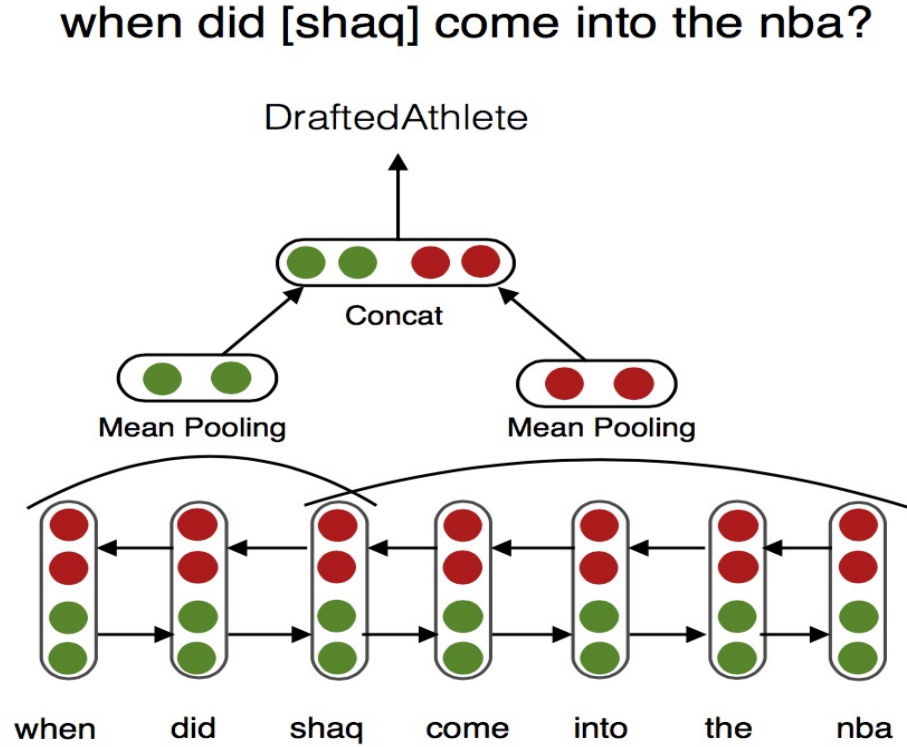 when did [shaq] come into the nba?
DraftedAthlete
Concat
Mean Pooling Mean Pooling
when did shaq come into the nba